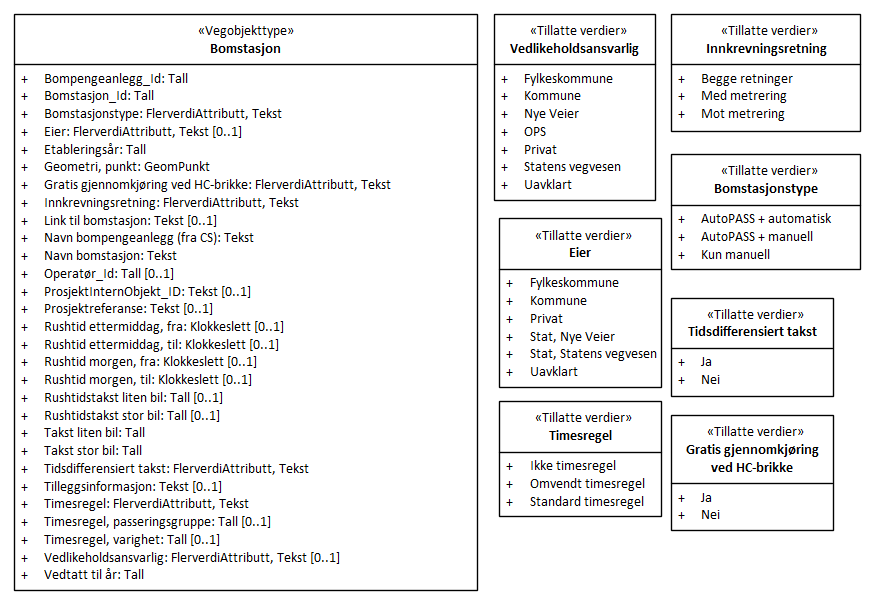 «Vegobjekttype»
Bomstasjon
+ Bompengeanlegg_Id: Tall
+ Bomstasjon_Id: Tall
+ Bomstasjonstype: FlerverdiAttributt, Tekst
+ Eier: FlerverdiAttributt, Tekst [0..1]
+ Etableringsår: Tall
+ Geometri, punkt: GeomPunkt
+ Gratis gjennomkjøring ved HC-brikke: FlerverdiAttributt, Tekst
+ Innkrevningsretning: FlerverdiAttributt, Tekst
+ Link til bomstasjon: Tekst [0..1]
+ Navn bompengeanlegg (fra CS): Tekst
+ Navn bomstasjon: Tekst
+ Operatør_Id: Tall [0..1]
+ ProsjektInternObjekt_ID: Tekst [0..1]
+ Prosjektreferanse: Tekst [0..1]
+ Rushtid ettermiddag, fra: Klokkeslett [0..1]
+ Rushtid ettermiddag, til: Klokkeslett [0..1]
+ Rushtid morgen, fra: Klokkeslett [0..1]
+ Rushtid morgen, til: Klokkeslett [0..1]
+ Rushtidstakst liten bil: Tall [0..1]
+ Rushtidstakst stor bil: Tall [0..1]
+ Takst liten bil: Tall
+ Takst stor bil: Tall
+ Tidsdifferensiert takst: FlerverdiAttributt, Tekst
+ Tilleggsinformasjon: Tekst [0..1]
+ Timesregel: FlerverdiAttributt, Tekst
+ Timesregel, passeringsgruppe: Tall [0..1]
+ Timesregel, varighet: Tall [0..1]
+ Vedlikeholdsansvarlig: FlerverdiAttributt, Tekst [0..1]
+ Vedtatt til år: Tall
«Tillatte verdier»
Vedlikeholdsansvarlig
+ Fylkeskommune
+ Kommune
+ Nye Veier
+ OPS
+ Privat
+ Statens vegvesen
+ Uavklart
«Tillatte verdier»
Eier
+ Fylkeskommune
+ Kommune
+ Privat
+ Stat, Nye Veier
+ Stat, Statens vegvesen
+ Uavklart
«Tillatte verdier»
Timesregel
+ Ikke timesregel
+ Omvendt timesregel
+ Standard timesregel
«Tillatte verdier»
Innkrevningsretning
+ Begge retninger
+ Med metrering
+ Mot metrering
«Tillatte verdier»
Bomstasjonstype
+ AutoPASS + automatisk
+ AutoPASS + manuell
+ Kun manuell
«Tillatte verdier»
Tidsdifferensiert takst
+ Ja
+ Nei
«Tillatte verdier»
Gratis gjennomkjøring
ved HC-brikke
+ Ja
+ Nei